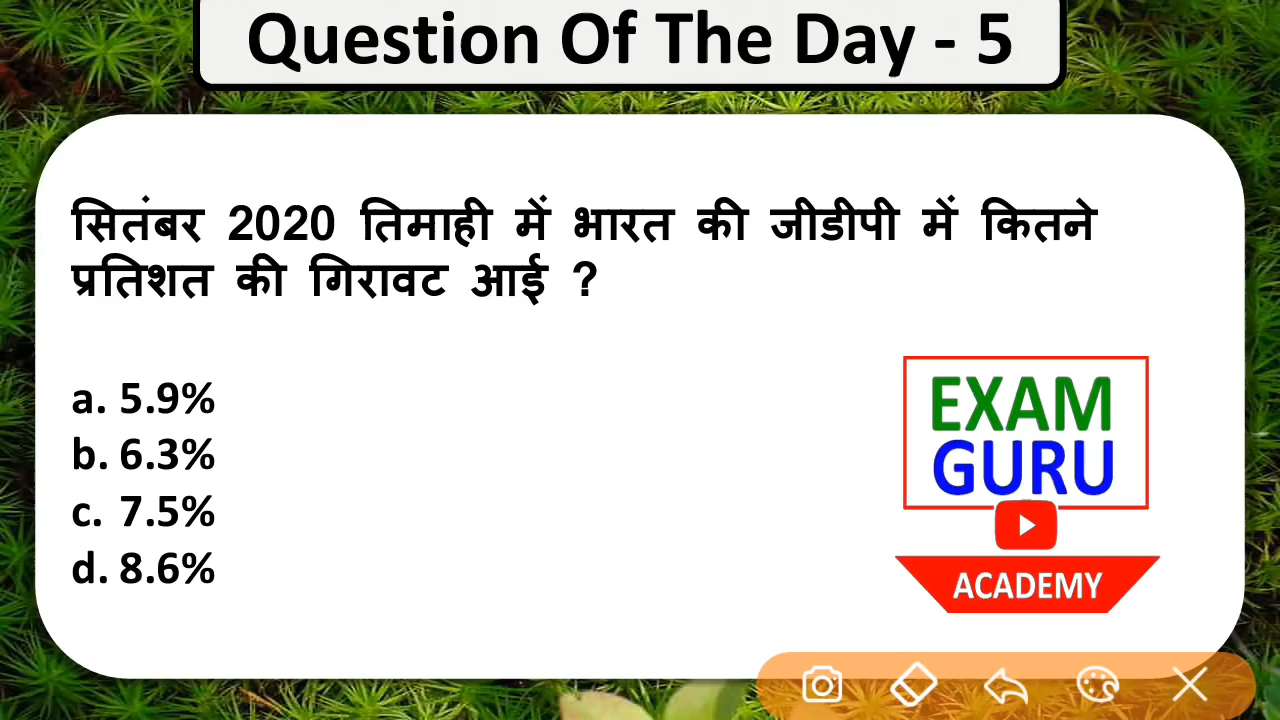 Question Of The Day - 5
सितंबर 2020 तिमाही में भारत की जीडीपी में कितने
प्रतिशत की गिरावट आई ?
a. 5.9%
b. 6.3%
c. 7.5%
d. 8.6%
EXAM
GURU
ACADEMY